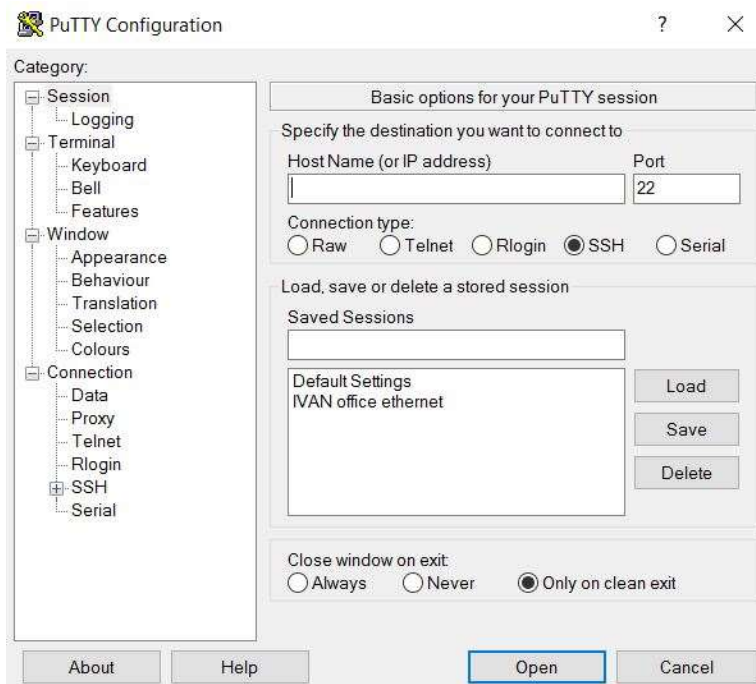 PuTTY Configuration
?
Category:
Session
Logging
Terminal
Keyboard
Bell
Features
Window
Appearance
Behaviour
Translation
Selection
Colours
Connection
Data
Proxy
Telnet
Rlogin
SSH
Serial
Basic options for your PuTTY session
Specify the destination you want to connect to
Host Name (or IP address) Port
22
Connection type:
Raw Telnet Rlogin SSH Serial
Load, save or delete a stored session
Saved Sessions
Default Settings
IVAN office ethernet
Load
Save
Delete
Close window on exit:
Always Never Only on clean exit
About Help Open Cancel